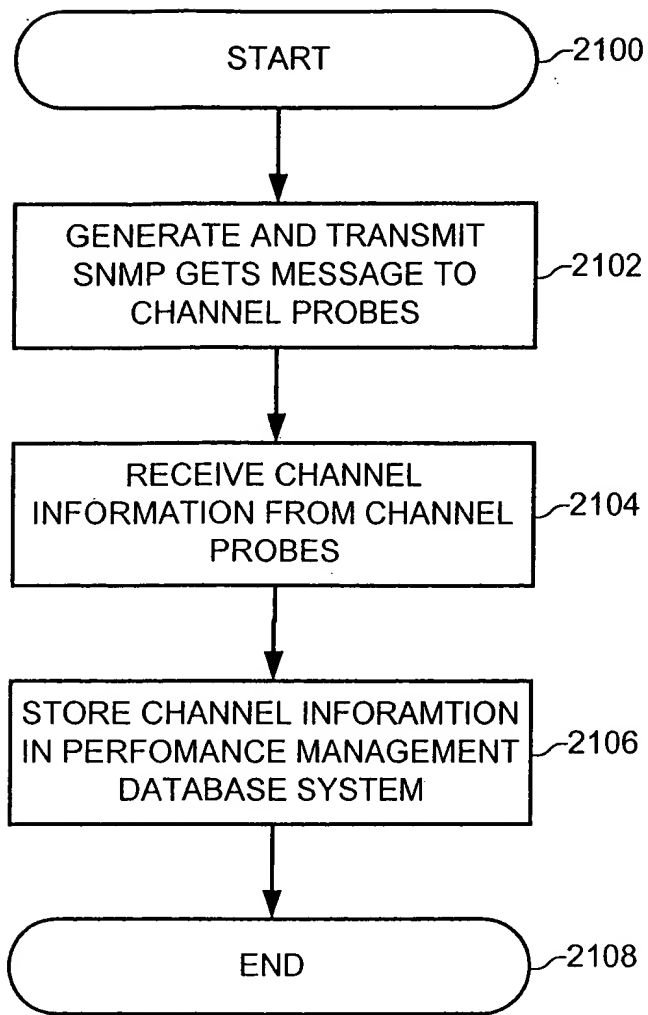 START
2100
GENERATE AND TRANSMIT
SNMP GETS MESSAGE TO
CHANNEL PROBES
2102
RECEIVE CHANNEL
INFORMATION FROM CHANNEL
PROBES
2104
STORE CHANNEL INFORAMTION
IN PERFOMANCE MANAGEMENT
DATABASE SYSTEM
2106
END
2108